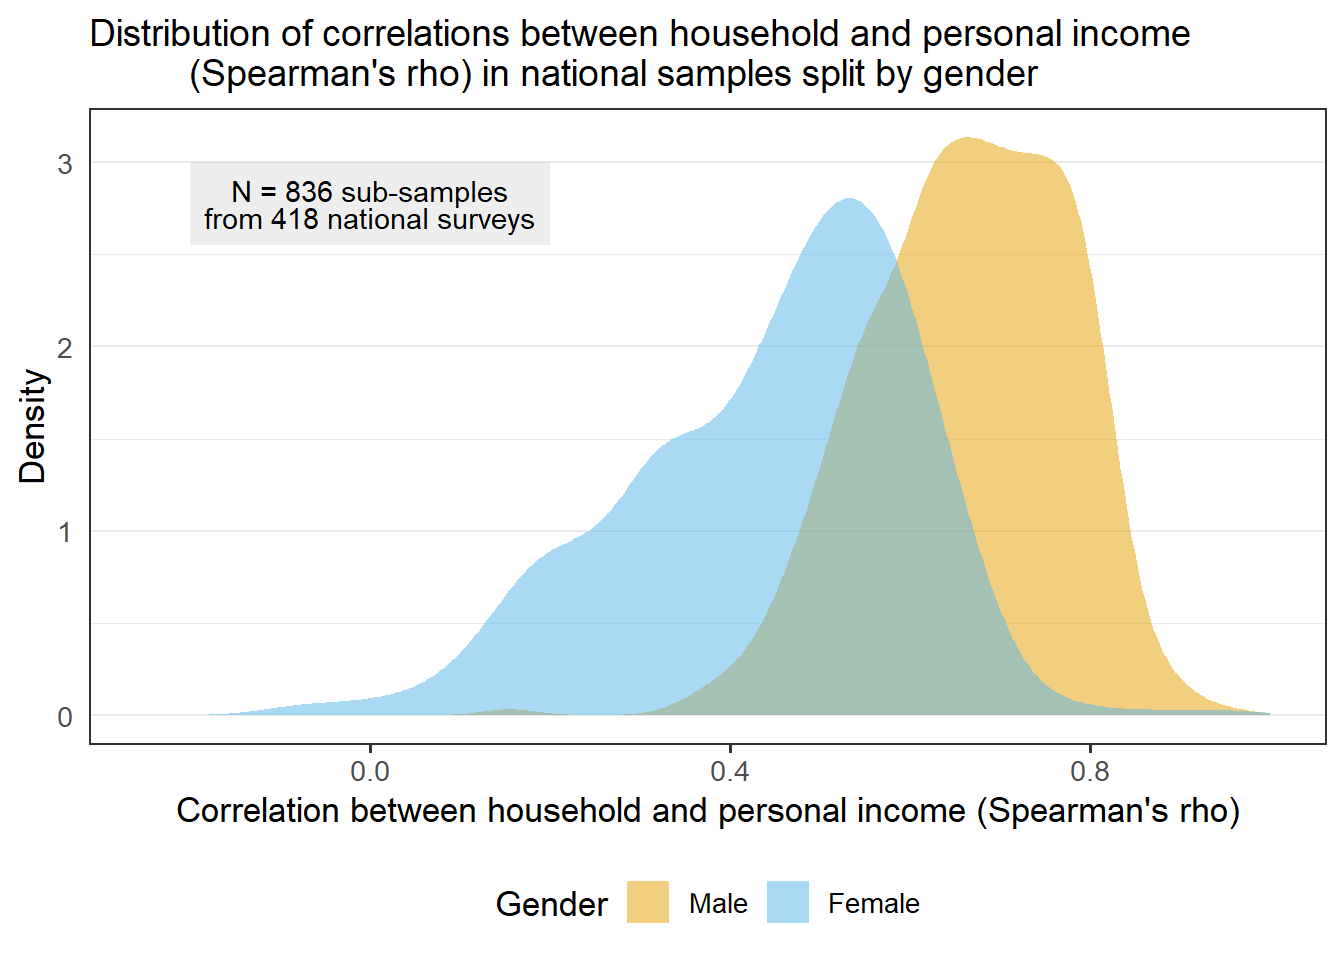 Distribution of correlations between household and personal income
(Spearman's rho) in national samples split by gender
N = 836 sub-samples
from 418 national surveys
Density
3
2
1
0
0.0 0.4 0.8
Correlation between household and personal income (Spearman's rho)
Gender Male Female